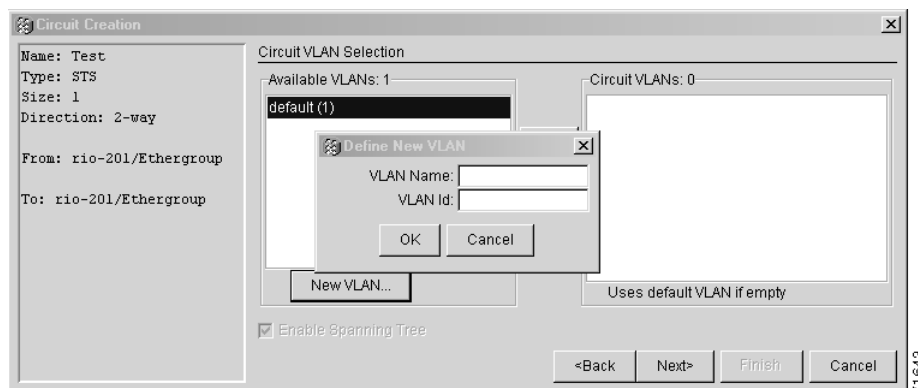 Circuit Creation
Name: Test
Type: STS
Size: 1
Direction: 2-way
From: rio-201/Ethergroup
To: rio-201/Ethergroup
Circuit VLAN Selection
Available VLANs: 1
default (1)
Define New VLAN
VLAN Name:
VLAN Id:
OK Cancel
New VLAN...
Circuit VLANs: 0
Uses default VLAN if empty
Enable Spanning Tree
<Back Next> Finish Cancel